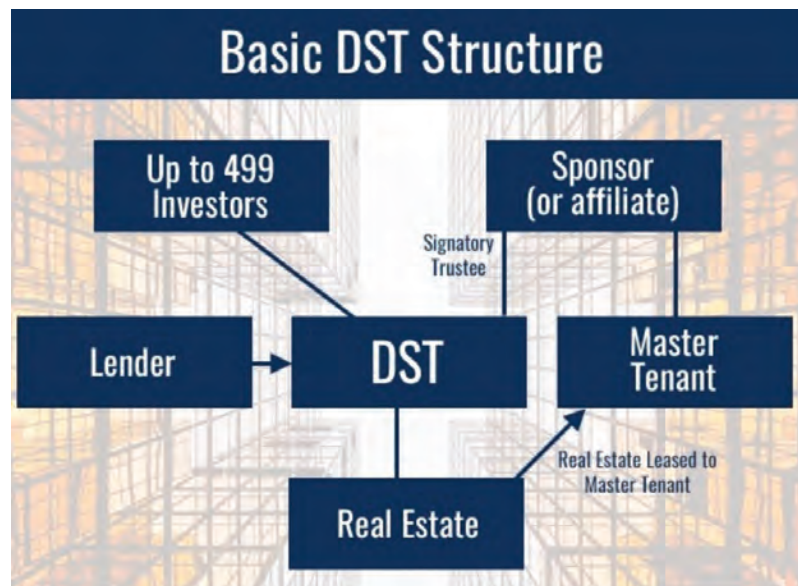 Basic DST Structure
Up to 499
Investors
Sponsor
(or affiliate)
Signatory
Trustee
Lender
DST
Master
Tenant
Real Estate Leased to
Master Tenant
Real Estate